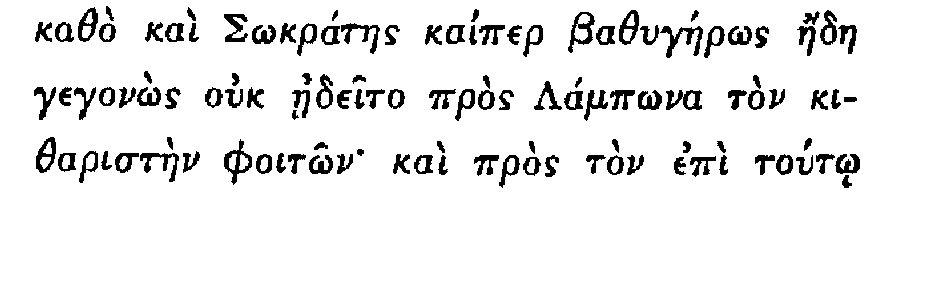 καθὸ καὶ Σωκράτης καίπερ βαθυγήρως ἤδη
γεγονὼς οὐκ ᾐδεῖτο πρὸς Λάμπωνα τὸν κι-
θαριστὴν φοιτῶν· καὶ πρὸς τὸν ἐπὶ τούτῳ